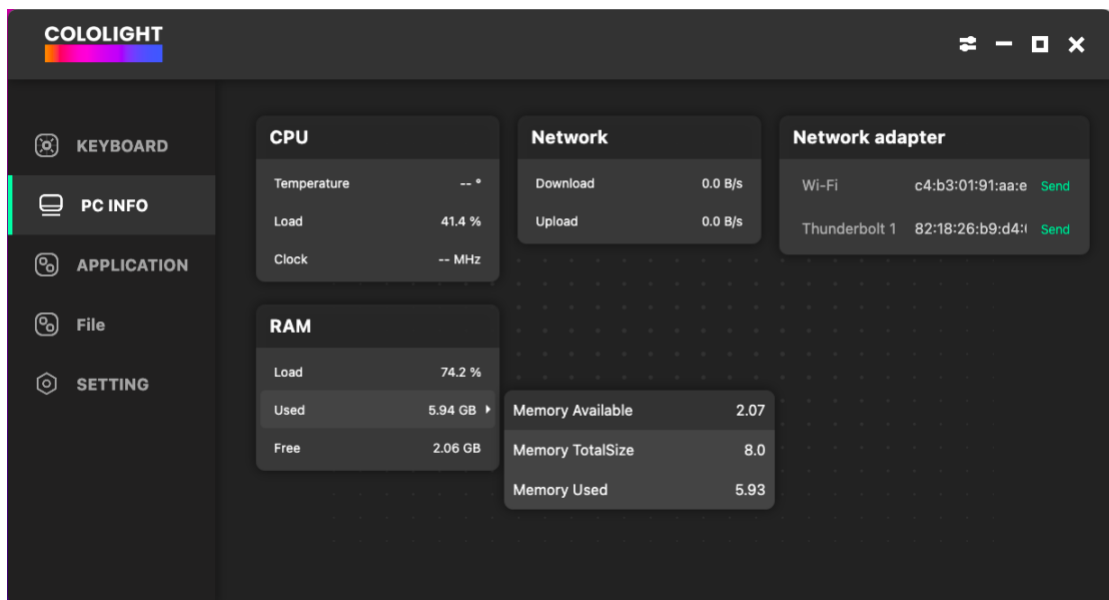 COLOLIGHT
KEYBOARD
PC INFO
APPLICATION
File
SETTING
CPU
Temperature -- °
Load 41.4 %
Clock -- MHz
Network
Download 0.0 B/s
Upload 0.0 B/s
Network adapter
Wi-Fi c4:b3:01:91:aa:e Send
Thunderbolt 1 82:18:26:b9:d4: Send
RAM
Load 74.2 %
Used 5.94 GB
Free 2.06 GB
Memory Available 2.07
Memory TotalSize 8.0
Memory Used 5.93